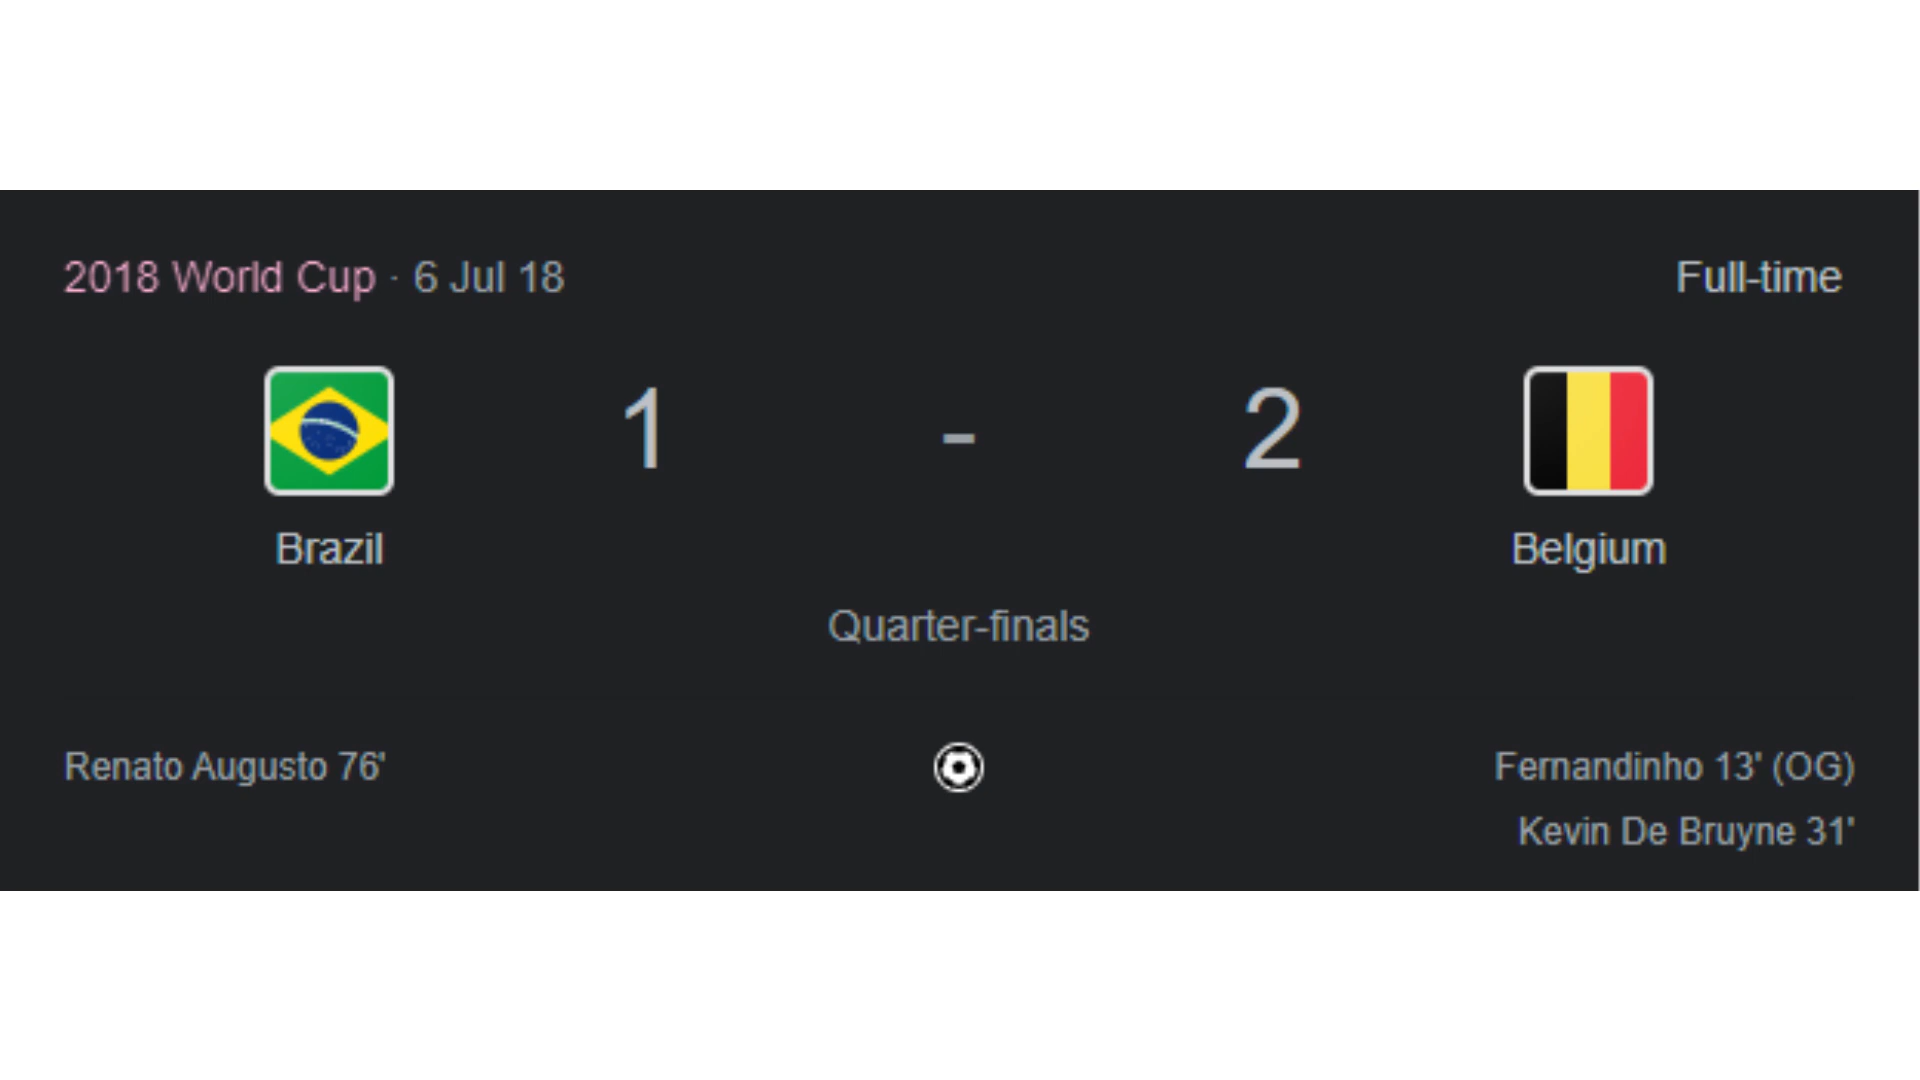 2018 World Cup · 6 Jul 18 Full-time
1 - 2
Brazil Belgium
Quarter-finals
Renato Augusto 76' Fernandinho 13' (OG)
Kevin De Bruyne 31'